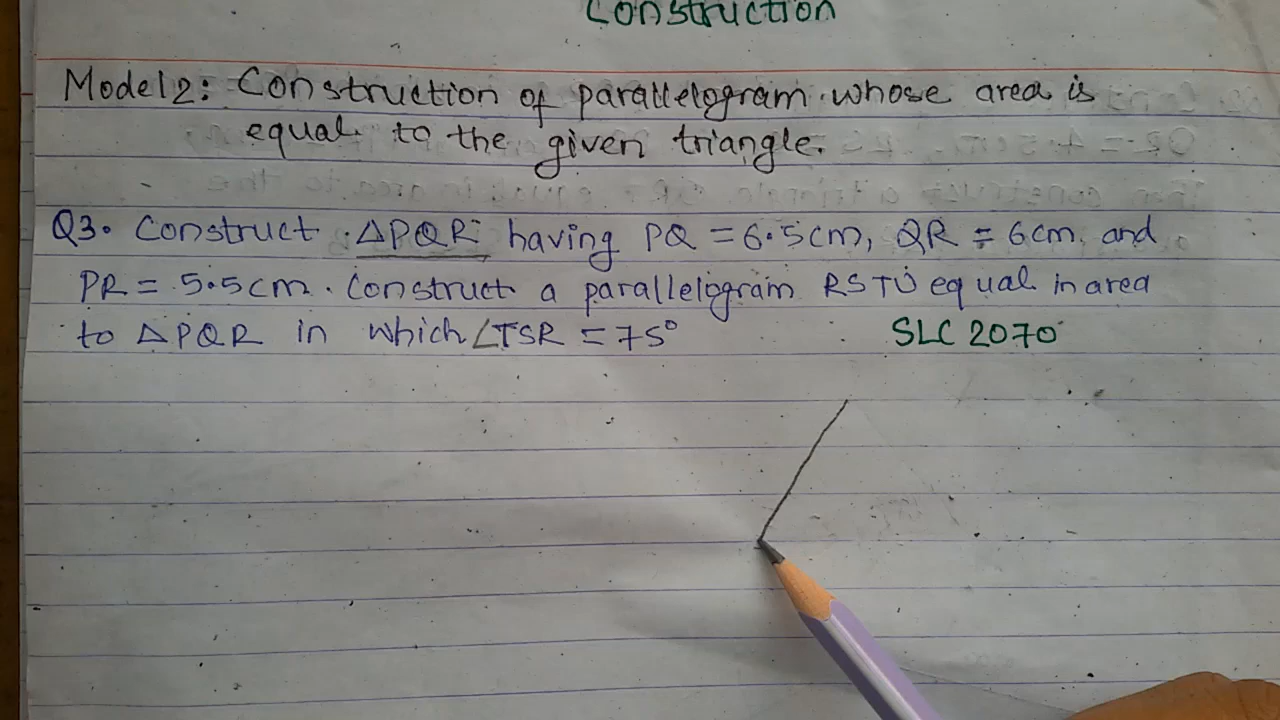 Construction
Model 2: Construction of parallelogram whose area is
equal to the given triangle.
Q3. Construct ΔPQR having PQ = 6.5cm, QR = 6cm and
PR = 5.5cm. Construct a parallelogram RSTU equal in area
to ΔPQR in which ∠TSR = 75°
SLC 2070